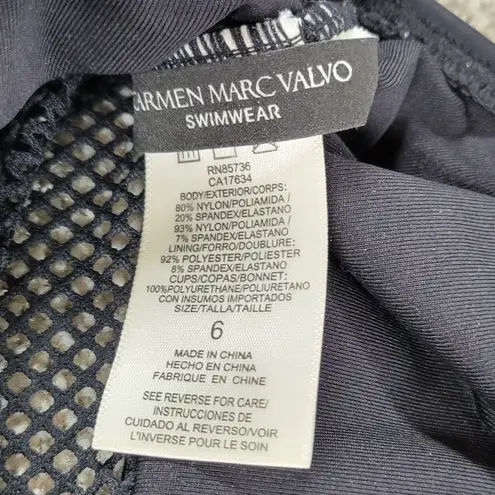 CARMEN MARC VALVO
SWIMWEAR
RN85736
CA17634
BODY/EXTERIOR/CORPS:
80% NYLON/POLIAMIDA/
20% SPANDEX/ELASTANO
93% NYLON/POLIAMIDA/
7% SPANDEX/ELASTANO
LINING/FORRO/DOUBLURE:
92% POLYESTER/POLIESTER
8% SPANDEX/ELASTANO
CUPS/COPAS/BONNET:
100%POLYURETHANE/POLIURETANO
CON INSUMOS IMPORTADOS
SIZE/TALLA/TAILLE
6
MADE IN CHINA
HECHO EN CHINA
FABRIQUE EN CHINE
SEE REVERSE FOR CARE/
INSTRUCCIONES DE
CUIDADO AL REVERSO/VOIR
L'INVERSE POUR LE SOIN